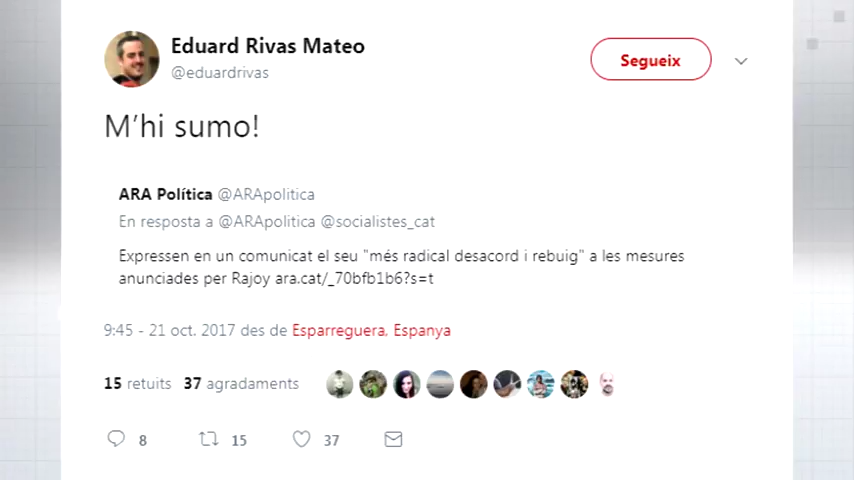 Eduard Rivas Mateo
@eduardrivas
Segueix
M'hi sumo!
ARA Política @ARApolitica
En resposta a @ARApolitica @socialistes_cat
Expressen en un comunicat el seu "més radical desacord i rebuig" a les mesures
anunciades per Rajoy ara.cat/_70bfb1b6?s=t
9:45 - 21 oct. 2017 des de Esparreguera, Espanya
15 retuits 37 agradaments
8 15 37